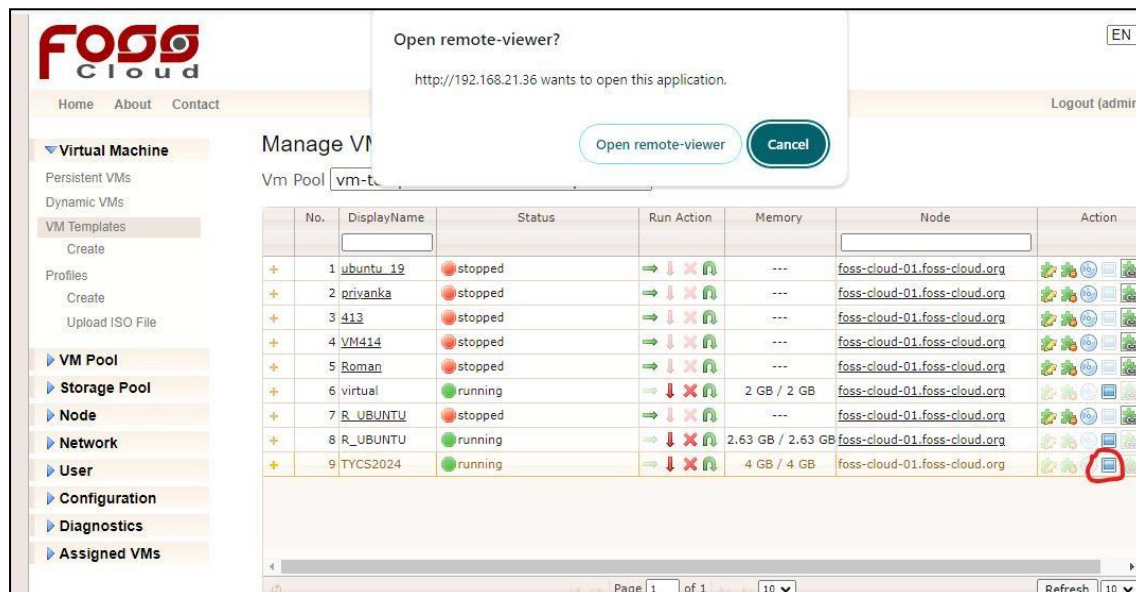 FOSS
Cloud
Open remote-viewer?
http://192.168.21.36 wants to open this application.
Open remote-viewer Cancel
EN
Home About Contact
Logout (admin
Virtual Machine
Persistent VMs
Dynamic VMs
VM Templates
Create
Profiles
Create
Upload ISO File
VM Pool
Storage Pool
Node
Network
User
Configuration
Diagnostics
Assigned VMs
Manage VM
Vm Pool
No. DisplayName Status Run Action Memory Node Action
1 ubuntu_19 stopped --- foss-cloud-01.foss-cloud.org
2 priyanka stopped --- foss-cloud-01.foss-cloud.org
3 413 stopped --- foss-cloud-01.foss-cloud.org
4 VM414 stopped --- foss-cloud-01.foss-cloud.org
5 Roman stopped --- foss-cloud-01.foss-cloud.org
6 virtual running 2 GB / 2 GB foss-cloud-01.foss-cloud.org
7 R_UBUNTU stopped --- foss-cloud-01.foss-cloud.org
8 R_UBUNTU running 2.63 GB / 2.63 GB foss-cloud-01.foss-cloud.org
9 TYCS2024 running 4 GB / 4 GB foss-cloud-01.foss-cloud.org
Page 1 of 1 10 Refresh 10